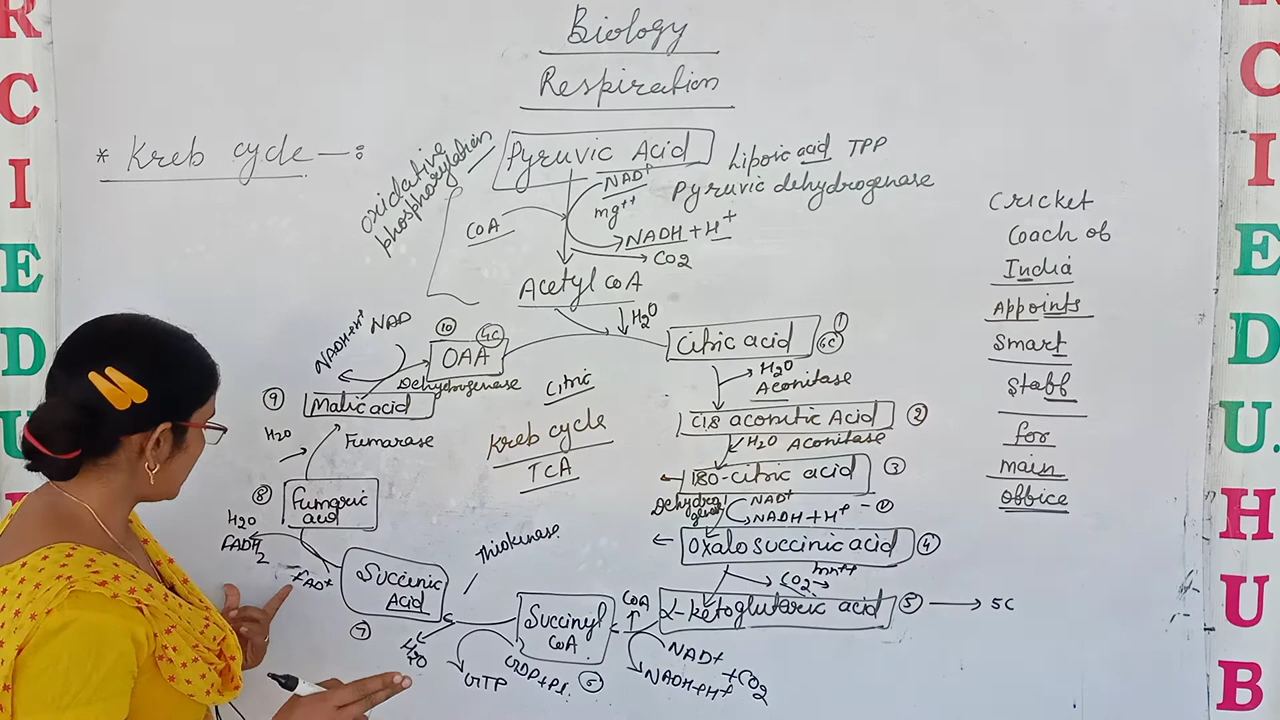 Biology
Respiration
* Kreb cycle —:
oxidative
phosphorylation
Pyruvic Acid
Lipoic acid TPP
Pyruvic dehydrogenase
NAD+
mg++
CoA
NADH + H+
CO2
Acetyl CoA
H2O
Citric acid
1
6C
H2O
Aconitase
Cis aconitic Acid
2
H2O Aconitase
Iso-citric acid
3
Dehydrogenase
NAD+
NADH + H+
Oxalo succinic acid
4
CO2
mn++
α-ketoglutaric acid
5
5C
CoA
NAD+
NADH+H+
+CO2
Succinyl
CoA
6
GDP+Pi
GTP
H2O
Thiokinase
Succinic
Acid
7
FAD+
FADH2
H2O
Fumaric
acid
8
H2O
Fumarase
Malic acid
9
NAD
NADH+H+
Dehydrogenase
OAA
10
4C
Citric
Kreb cycle
TCA
Cricket
Coach of
India
Appoints
Smart
Staff
for
main
office
R
C
I
E
D
U
C
I
E
D
U.
H
U
B